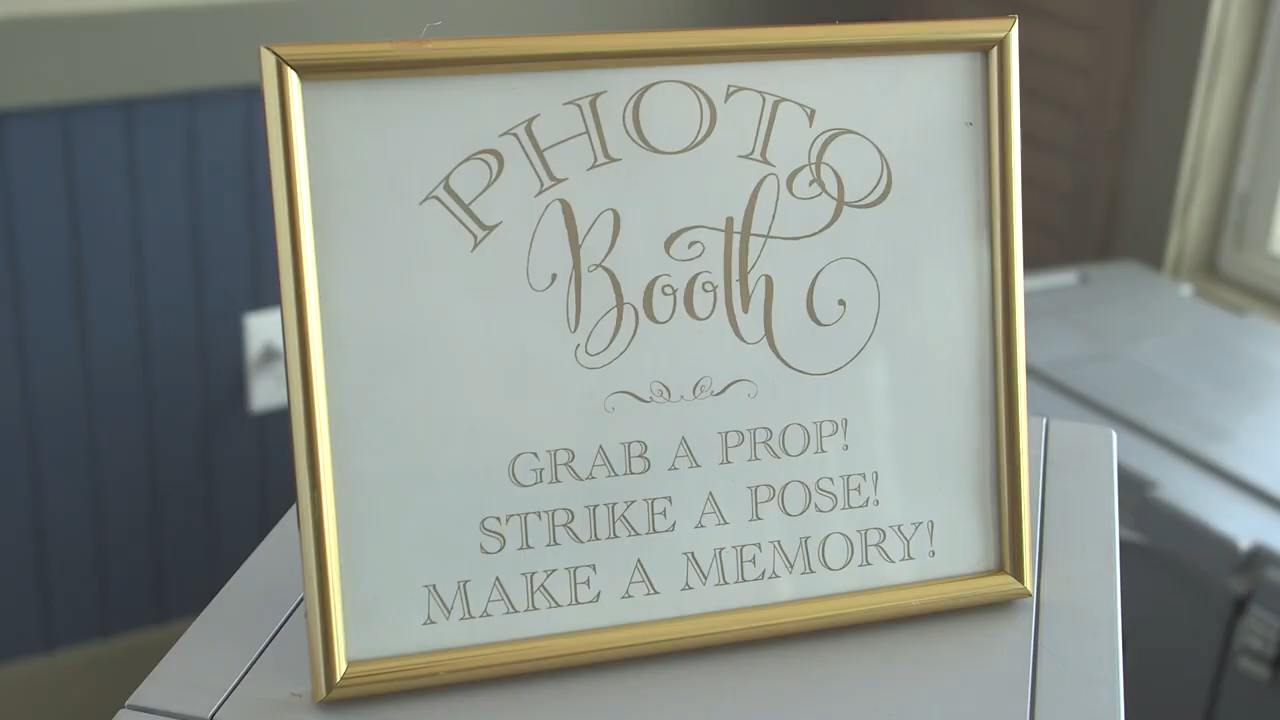 PHOTO
Booth
GRAB A PROP!
STRIKE A POSE!
MAKE A MEMORY!